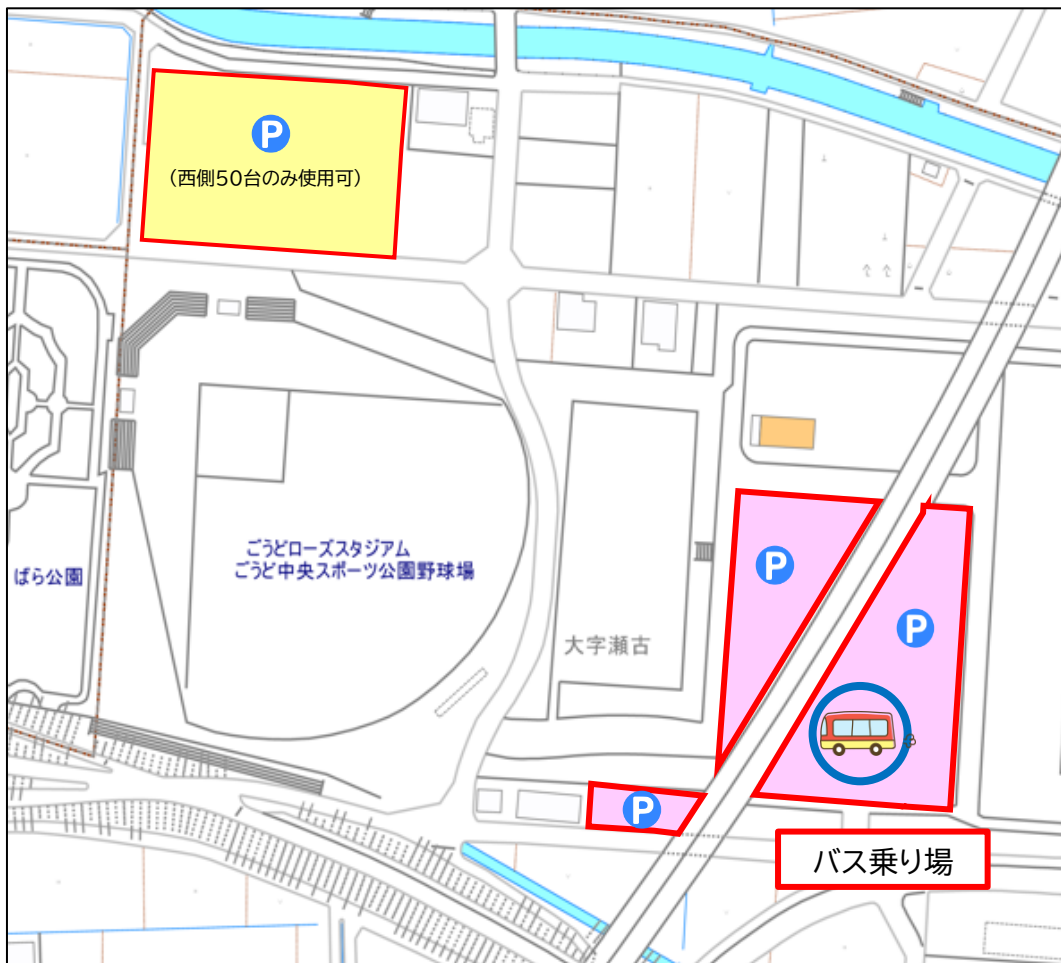 P
（西側50台のみ使用可）
ごうどローズスタジアム
ごうど中央スポーツ公園野球場
ばら公園
P
P
大字瀬古
P
バス乗り場